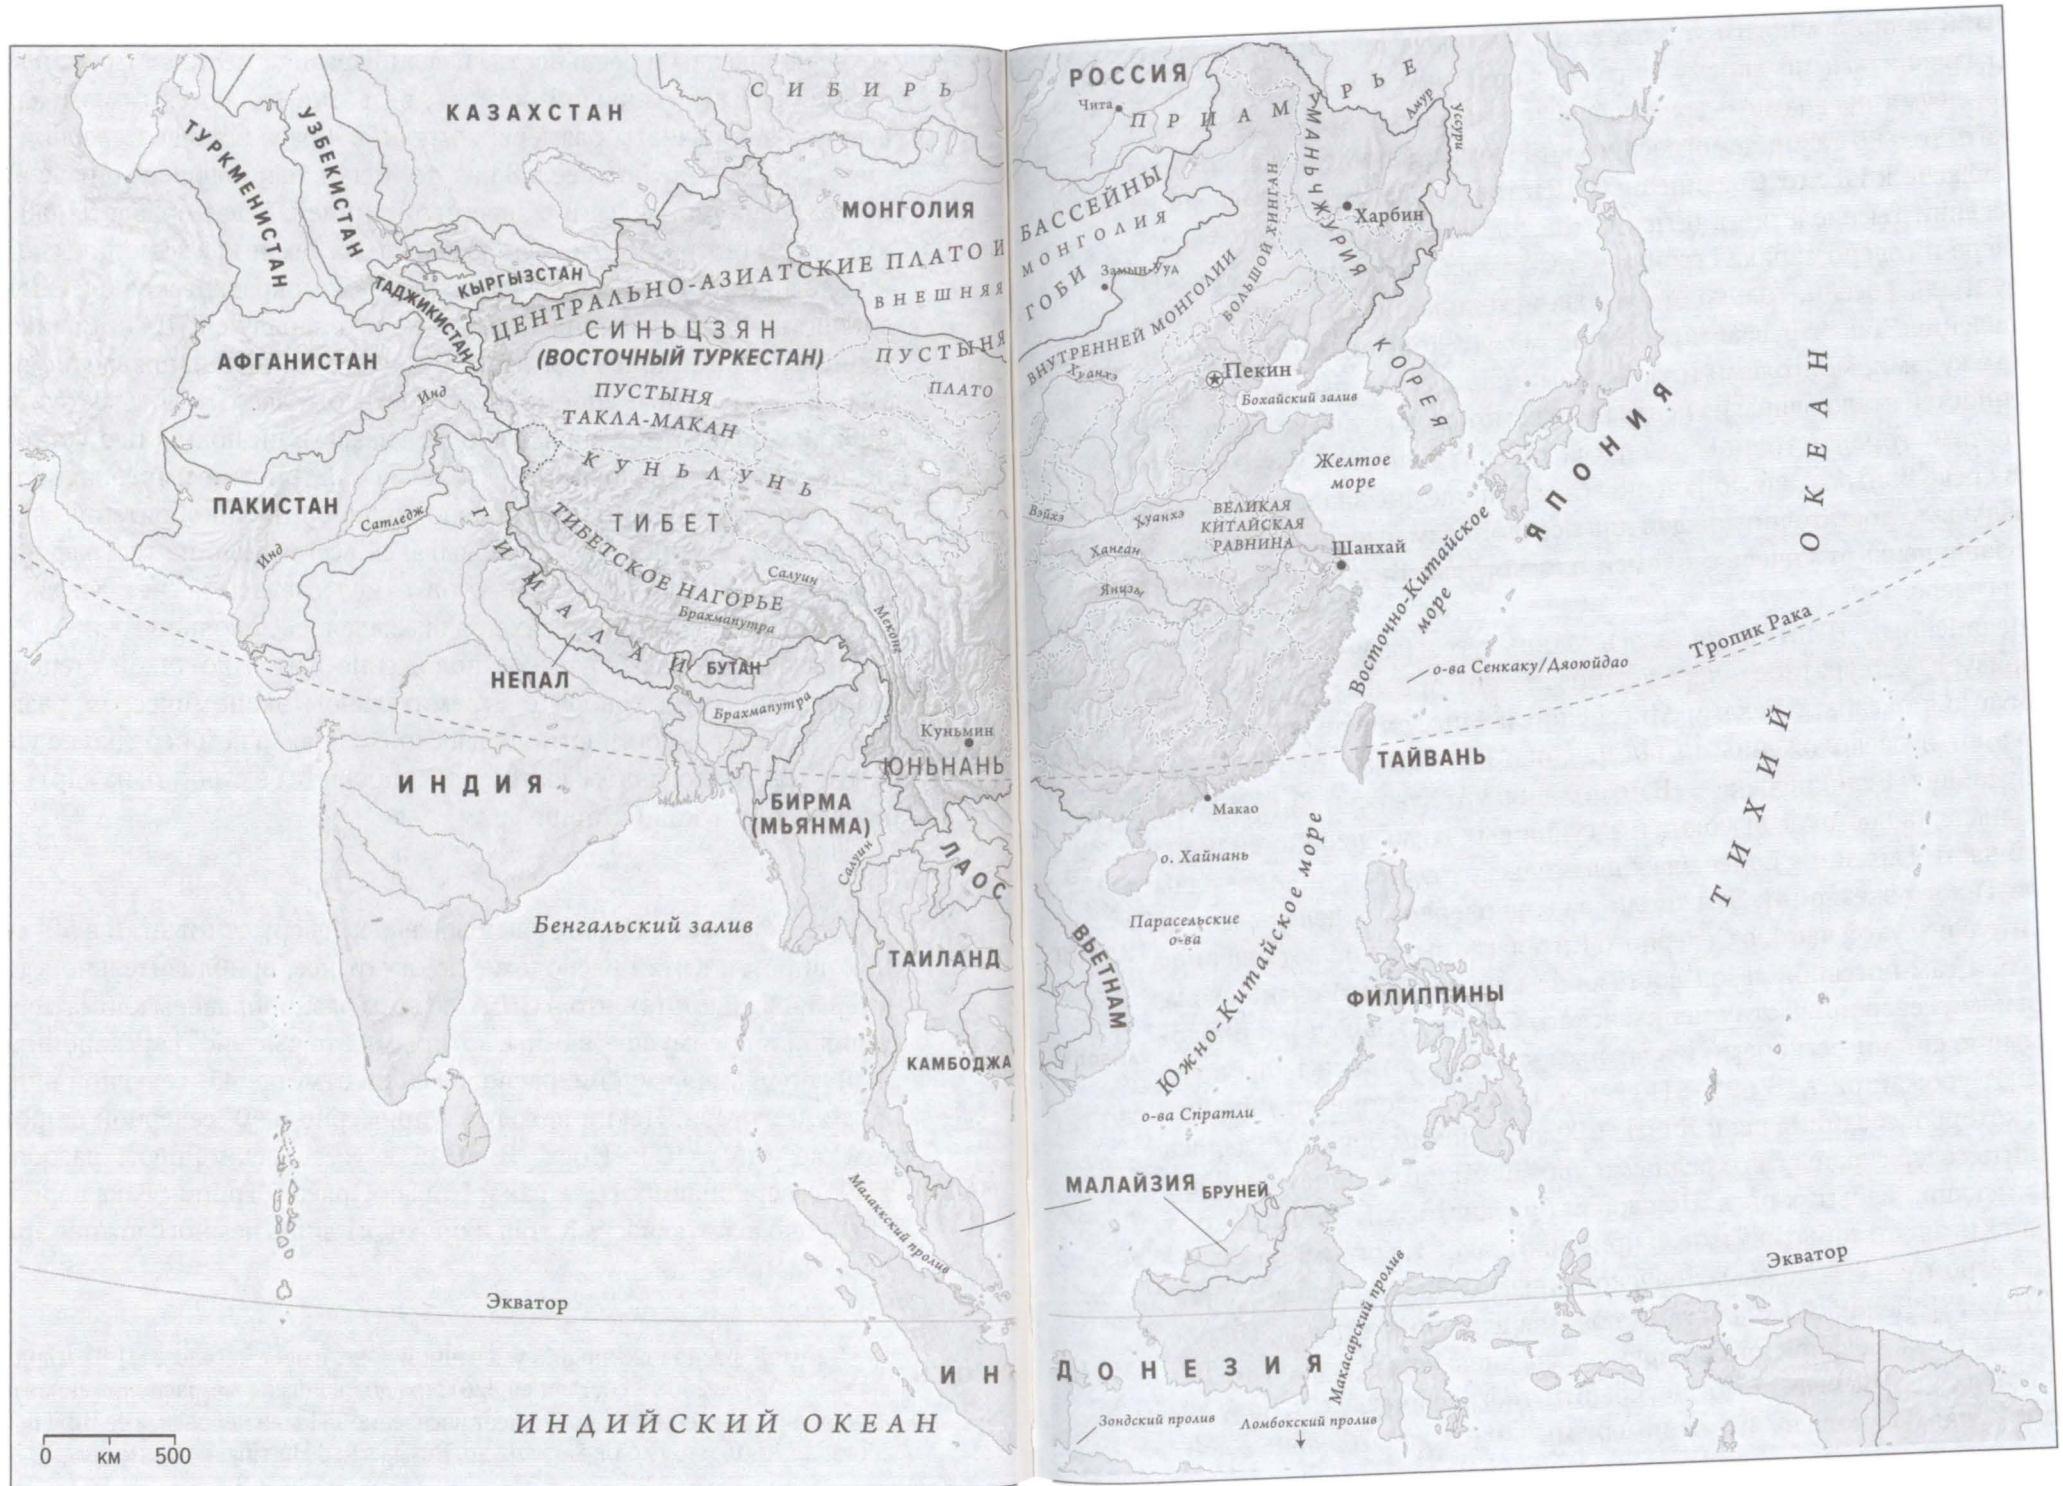 СИБИРЬ
КАЗАХСТАН
УЗБЕКИСТАН
ТУРКМЕНИСТАН
МОНГОЛИЯ
КЫРГЫЗСТАН
ТАДЖИКИСТАН
ЦЕНТРАЛЬНО-АЗИАТСКИЕ ПЛАТО И
ВНЕШНЯЯ
СИНЬЦЗЯН
(ВОСТОЧНЫЙ ТУРКЕСТАН)
ПУСТЫНЯ
ПЛАТО
АФГАНИСТАН
Инд
ПУСТЫНЯ
ТАКЛА-МАКАН
КУНЬЛУНЬ
ПАКИСТАН
Сатледж
Инд
ГИМАЛАИ
ТИБЕТ
ТИБЕТСКОЕ НАГОРЬЕ
Салуин
Брахмапутра
Меконг
НЕПАЛ
БУТАН
Брахмапутра
Куньмин
ЮНЬНАНЬ
ИНДИЯ
БИРМА
(МЬЯНМА)
Салуин
ЛАОС
Бенгальский залив
ТАИЛАНД
КАМБОДЖА
Малаккский пролив
Экватор
ИН
ИНДИЙСКИЙ ОКЕАН
0 км 500
РОССИЯ
Чита
ПРИАМУРЬЕ
Амур
Уссури
МАНЬЧЖУРИЯ
БАССЕЙНЫ
МОНГОЛИЯ
ГОБИ
Замын-Ууд
БОЛЬШОЙ ХИНГАН
Харбин
ВНУТРЕННЕЙ МОНГОЛИИ
Хуанхэ
Пекин
Бохайский залив
КОРЕЯ
Желтое
море
ЯПОНИЯ
ОКЕАН
Вэйхэ
Хуанхэ
ВЕЛИКАЯ
КИТАЙСКАЯ
РАВНИНА
Ханган
Шанхай
Янцзы
Восточно-Китайское
море
о-ва Сенкаку/Дяоюйдао
Тропик Рака
ТАЙВАНЬ
ТИХИЙ
Макао
о. Хайнань
Парасельские
о-ва
ВЬЕТНАМ
Южно-Китайское море
ФИЛИППИНЫ
о-ва Спратли
МАЛАЙЗИЯ
БРУНЕЙ
Экватор
Макасарский пролив
ДОНЕЗИЯ
Зондский пролив
Ломбокский пролив